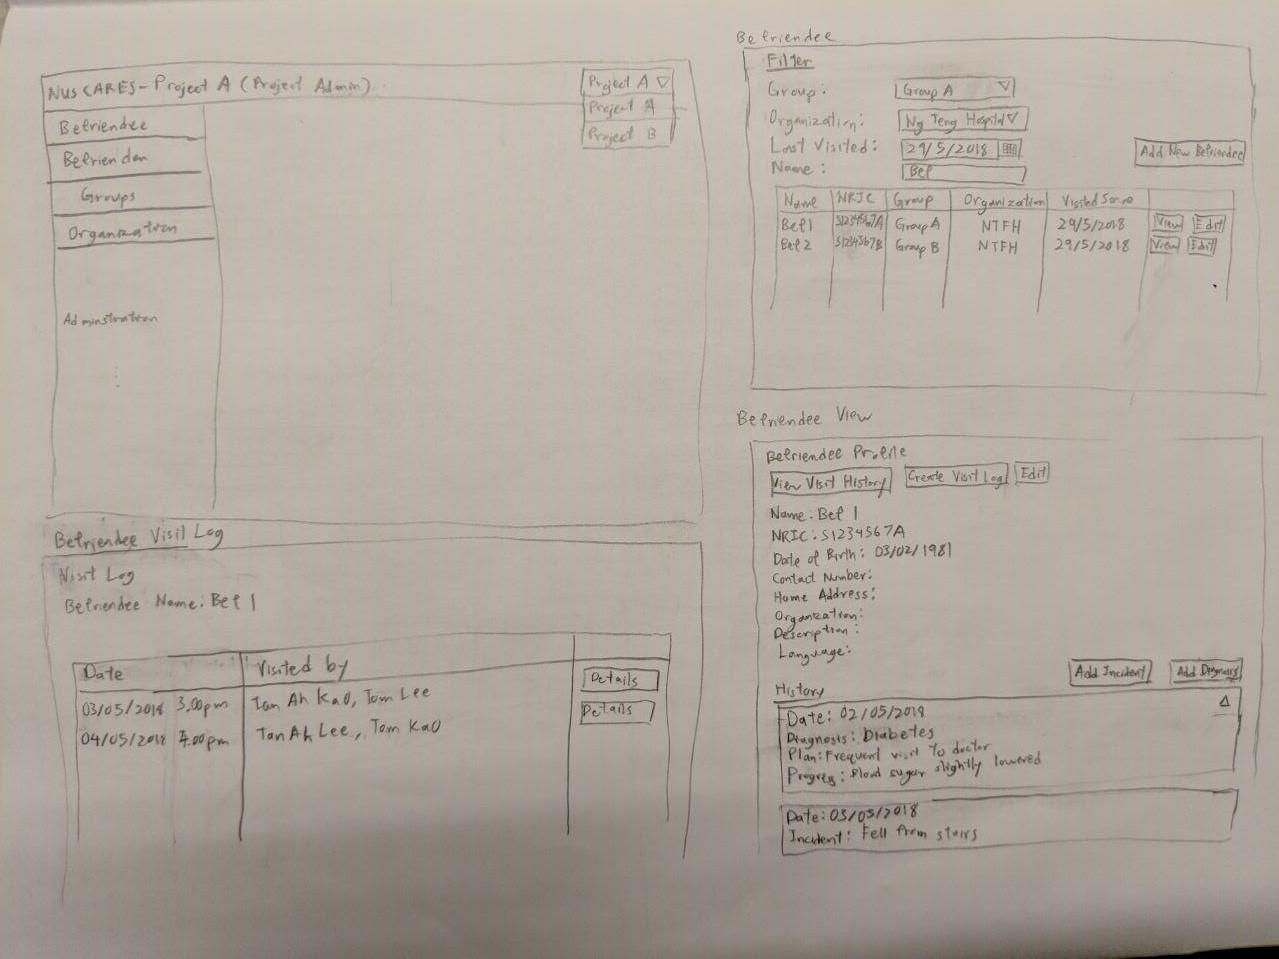 NUS CARES - Project A (Project Admin)
Project A
Project A
Project B
Befriendee
Befriender
Groups
Organization
Adminstration
Befriendee
Filter
Group: Group A
Organization: Ng Teng Hospital
Last Visited: 29/5/2018
Name: Bef
Add New Befriendee
Name NRIC Group Organization Visited Since
Bef1 S1234567A Group A NTFH 29/5/2018 View Edit
Bef2 S1234567B Group B NTFH 29/5/2018 View Edit
Befriendee View
Befriendee Profile
View Visit History Create Visit Log Edit
Name: Bef 1
NRIC: S1234567A
Date of Birth: 03/02/1981
Contact Number:
Home Address:
Organization:
Description:
Language:
Add Incident Add Diagnosis
History
Date: 02/05/2018
Diagnosis: Diabetes
Plan: Frequent visit to doctor
Progress: Blood sugar slightly lowered
Date: 03/05/2018
Incident: Fell from stairs
Befriendee Visit Log
Visit Log
Befriendee Name: Bef 1
Date Visited by
03/05/2018 3.00pm Tan Ah Kao, Tom Lee Details
04/05/2018 4.00pm Tan Ah Lee, Tom Kao Details